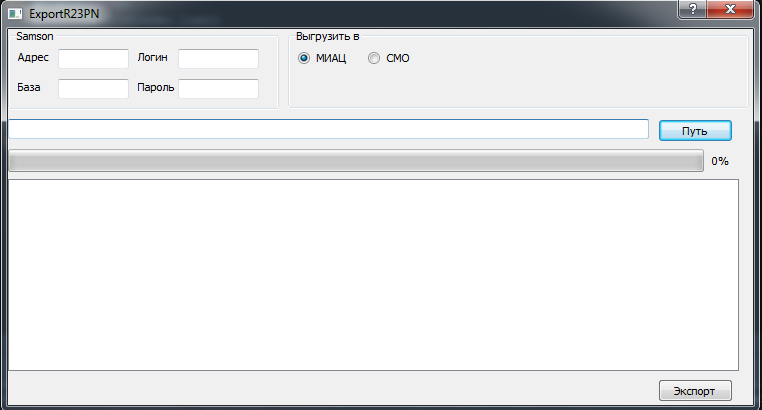 ExportR23PN
Samson
Выгрузить в
Адрес
Логин
МИАЦ
СМО
База
Пароль
Путь
0%
Экспорт